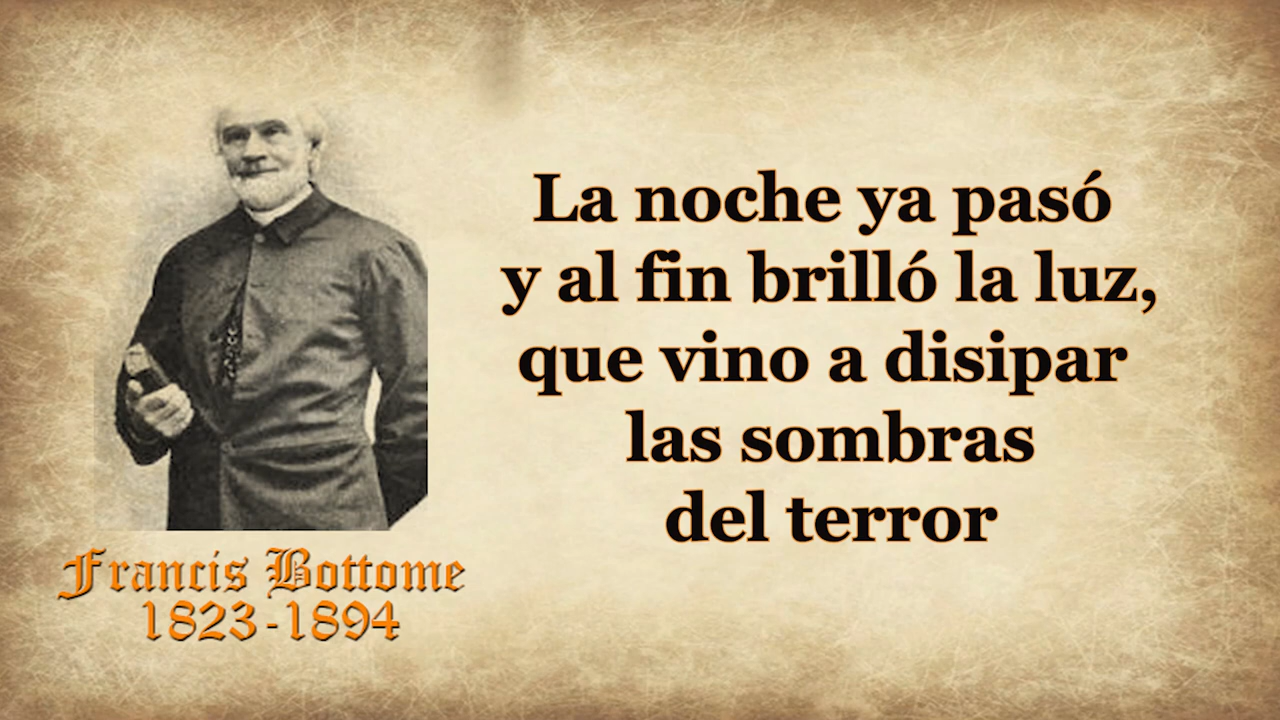 La noche ya pasó
y al fin brilló la luz,
que vino a disipar
las sombras
del terror
Francis Bottome
1823-1894